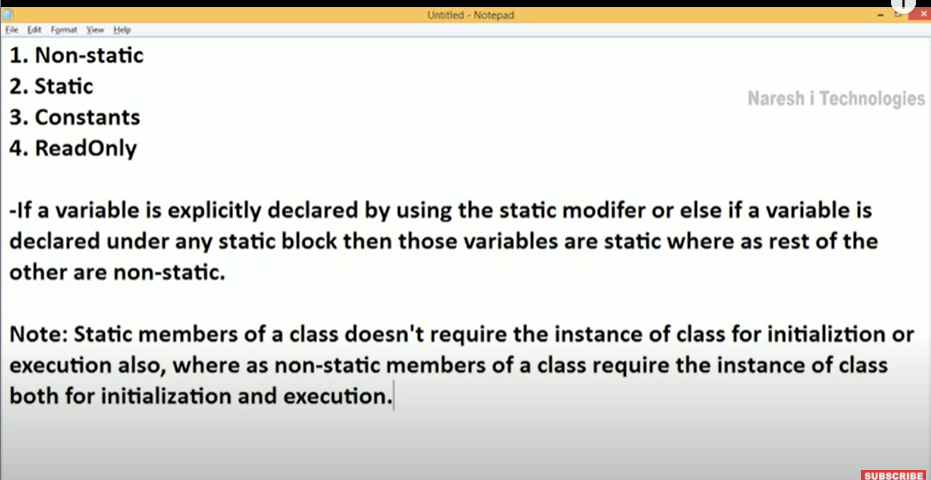 Untitled - Notepad
File Edit Format View Help
1. Non-static
2. Static
3. Constants
4. ReadOnly
Naresh i Technologies
-If a variable is explicitly declared by using the static modifer or else if a variable is
declared under any static block then those variables are static where as rest of the
other are non-static.
Note: Static members of a class doesn't require the instance of class for initializtion or
execution also, where as non-static members of a class require the instance of class
both for initialization and execution.
SUBSCRIBE